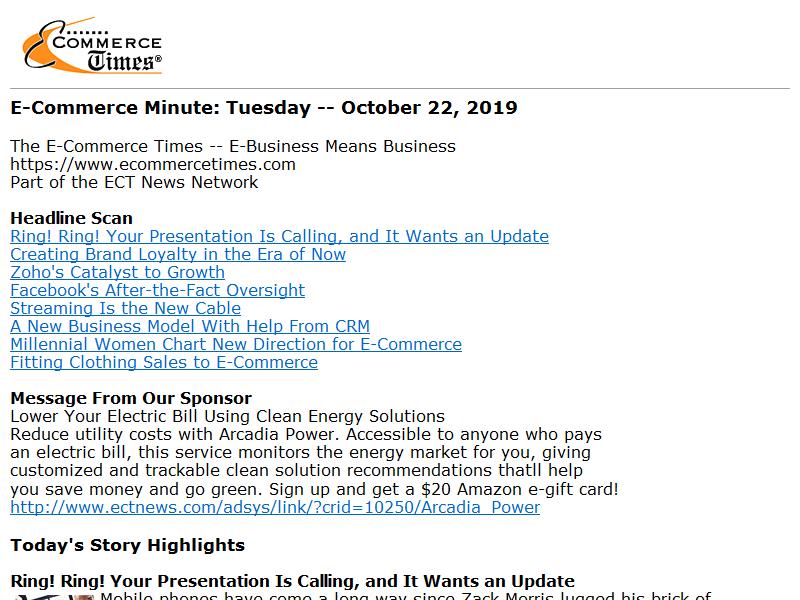 E-COMMERCE
Times®
E-Commerce Minute: Tuesday -- October 22, 2019
The E-Commerce Times -- E-Business Means Business
https://www.ecommercetimes.com
Part of the ECT News Network
Headline Scan
Ring! Ring! Your Presentation Is Calling, and It Wants an Update
Creating Brand Loyalty in the Era of Now
Zoho's Catalyst to Growth
Facebook's After-the-Fact Oversight
Streaming Is the New Cable
A New Business Model With Help From CRM
Millennial Women Chart New Direction for E-Commerce
Fitting Clothing Sales to E-Commerce
Message From Our Sponsor
Lower Your Electric Bill Using Clean Energy Solutions
Reduce utility costs with Arcadia Power. Accessible to anyone who pays
an electric bill, this service monitors the energy market for you, giving
customized and trackable clean solution recommendations thatll help
you save money and go green. Sign up and get a $20 Amazon e-gift card!
http://www.ectnews.com/adsys/link/?crid=10250/Arcadia_Power
Today's Story Highlights
Ring! Ring! Your Presentation Is Calling, and It Wants an Update
Mobile phones have come a long way since Zack Morris lugged his brick of